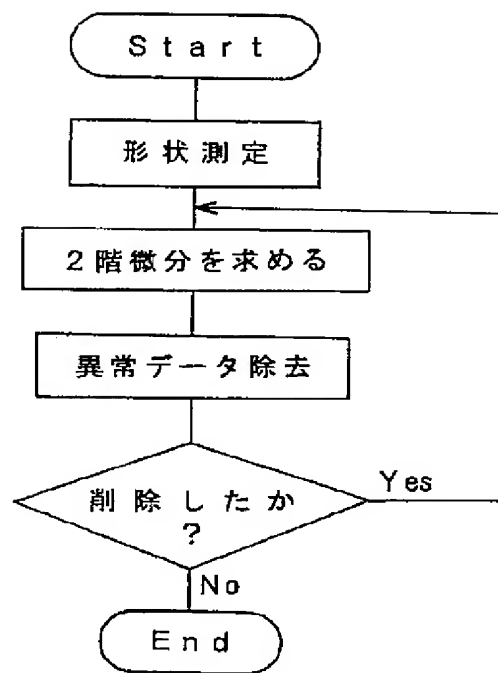 Start
形状測定
2階微分を求める
異常データ除去
削除したか
?
Yes
No
End